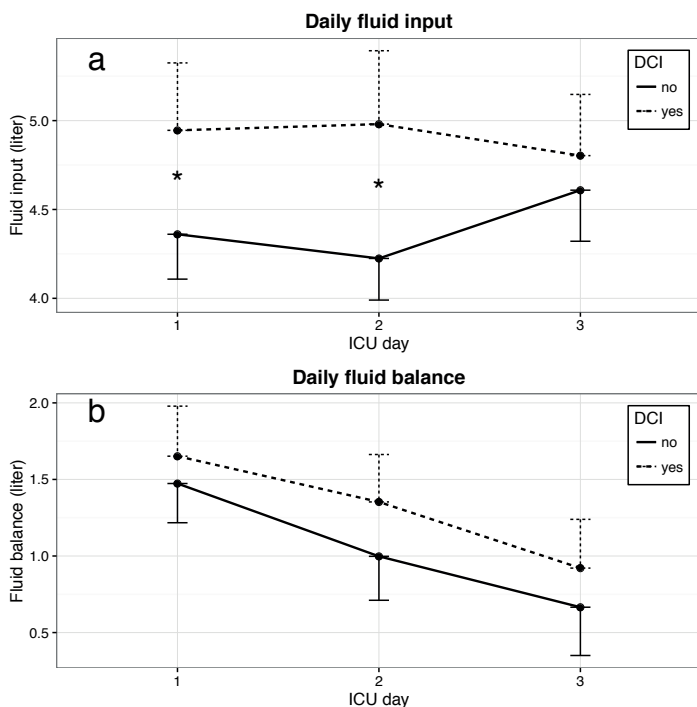 Daily fluid input
a
DCI
no
yes
Fluid input (liter)
5.0
4.5
4.0
*
*
1 2 3
ICU day
Daily fluid balance
b
DCI
no
yes
Fluid balance (liter)
2.0
1.5
1.0
0.5
1 2 3
ICU day